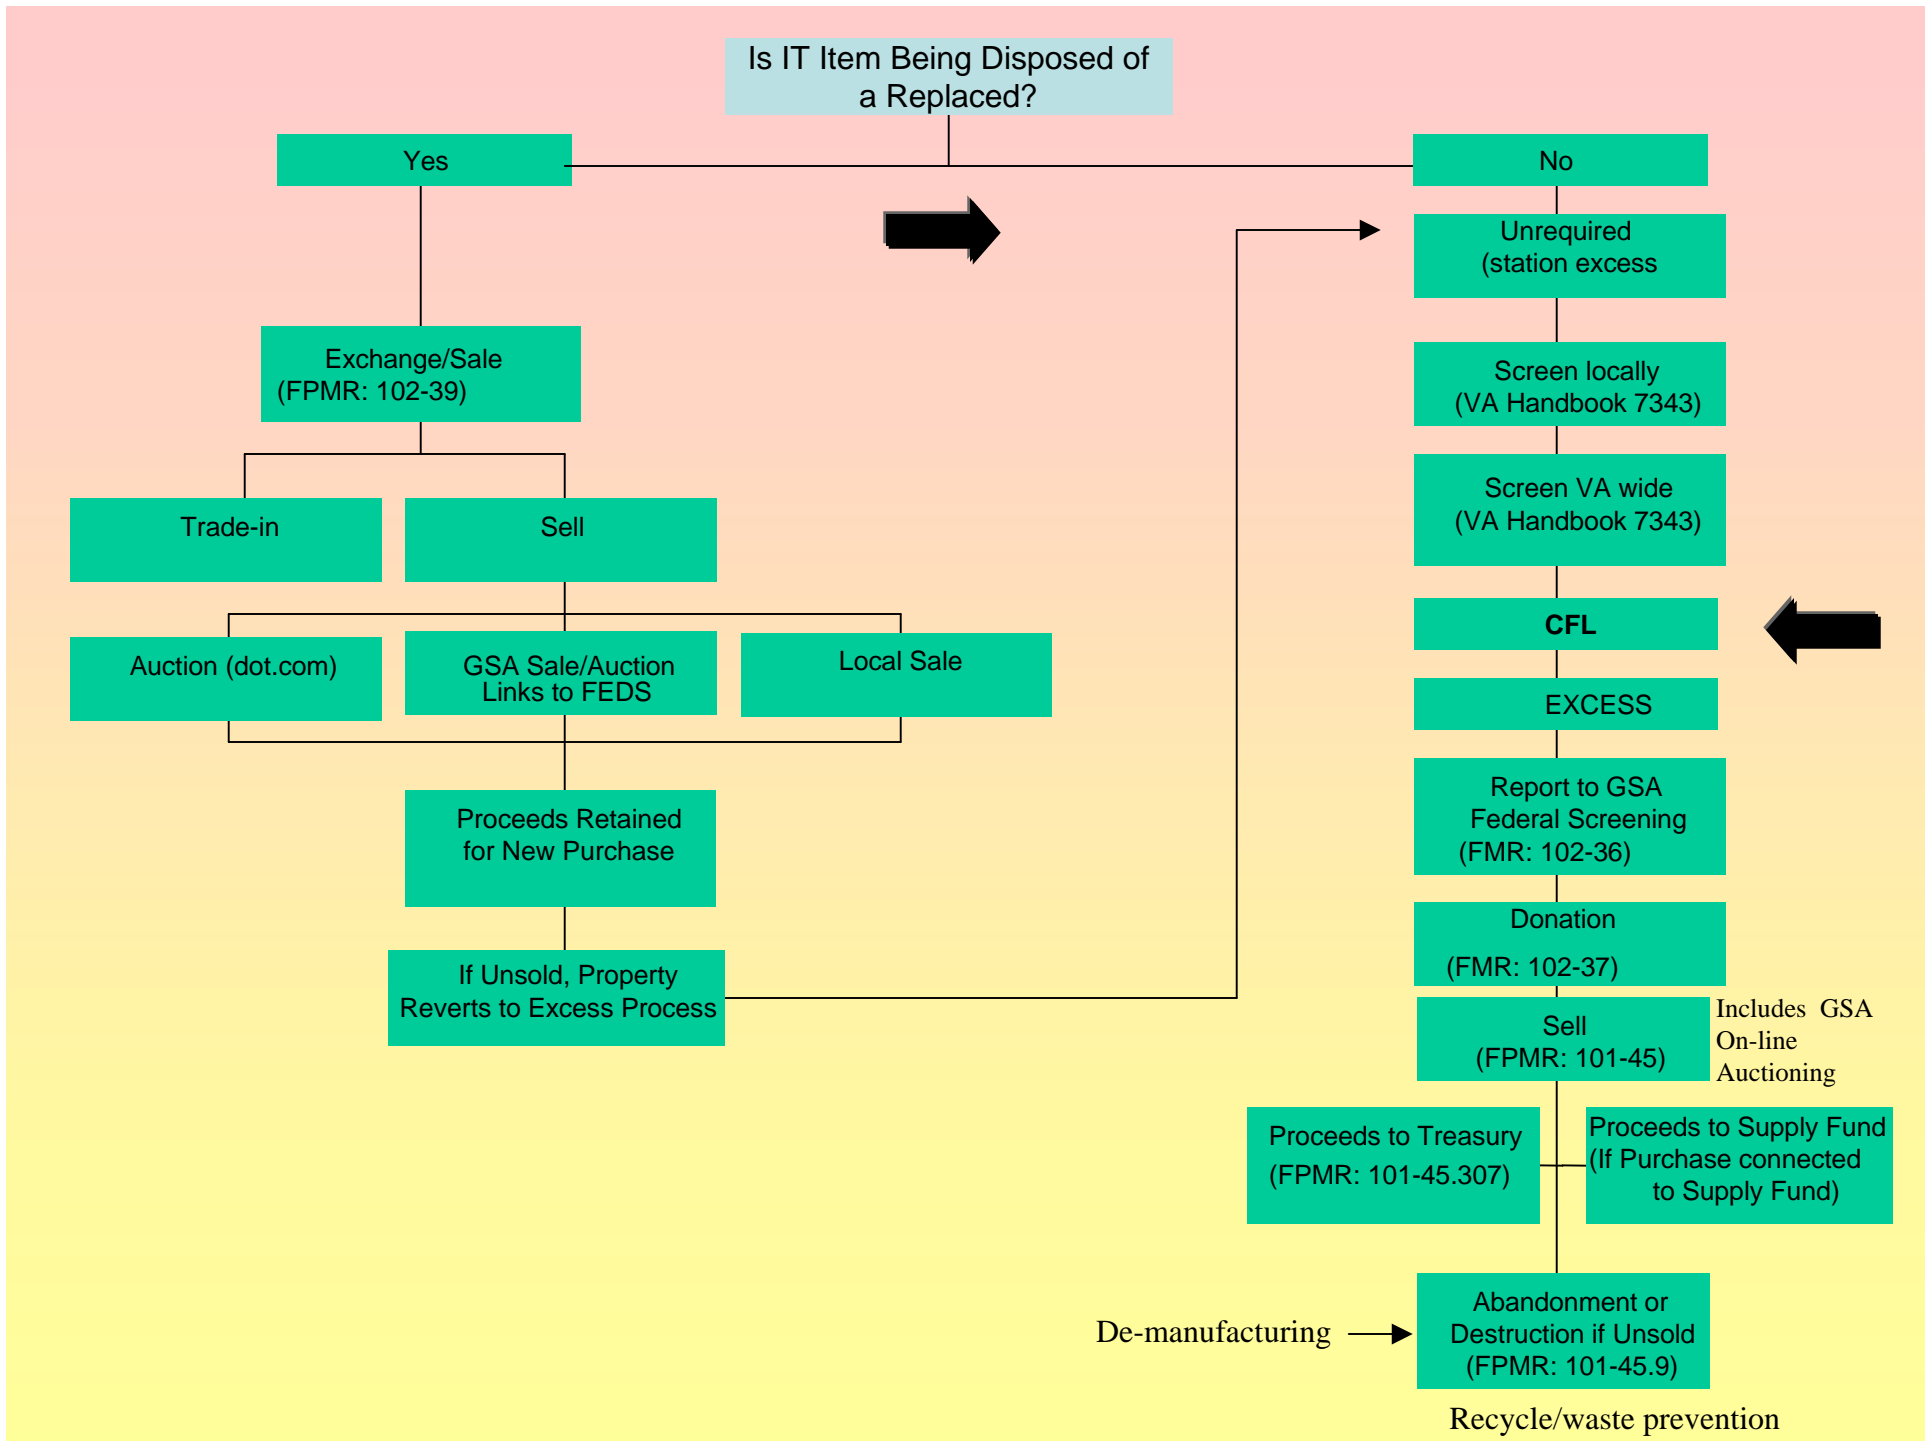 Is IT Item Being Disposed of
a Replaced?
Yes
No
Unrequired
(station excess
Exchange/Sale
(FPMR: 102-39)
Screen locally
(VA Handbook 7343)
Screen VA wide
(VA Handbook 7343)
Trade-in
Sell
CFL
Auction (dot.com)
GSA Sale/Auction
Links to FEDS
Local Sale
EXCESS
Report to GSA
Federal Screening
(FMR: 102-36)
Proceeds Retained
for New Purchase
Donation
(FMR: 102-37)
If Unsold, Property
Reverts to Excess Process
Sell
(FPMR: 101-45)
Includes GSA
On-line
Auctioning
Proceeds to Treasury
(FPMR: 101-45.307)
Proceeds to Supply Fund
(If Purchase connected
to Supply Fund)
De-manufacturing
Abandonment or
Destruction if Unsold
(FPMR: 101-45.9)
Recycle/waste prevention